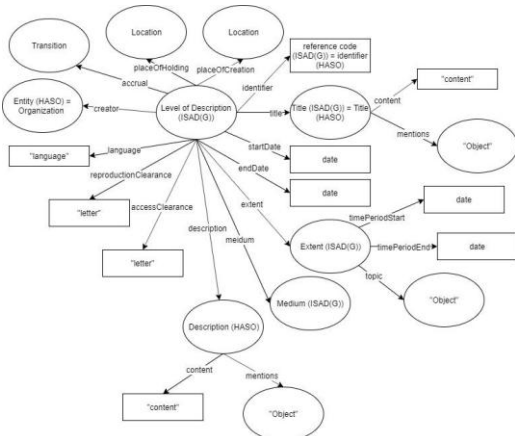 Transition
Location
Location
reference code
(ISAD(G)) = identifier
(HASO)
accrual
placeOfHolding
placeOfCreation
identifier
Entity (HASO) =
Organization
creator
Level of Description
(ISAD(G))
title
Title (ISAD(G)) = Title
(HASO)
content
"content"
mentions
"Object"
"language"
language
startDate
date
reproductionClearance
endDate
date
"letter"
accessClearance
extent
timePeriodStart
date
"letter"
description
meidum
Extent (ISAD(G))
timePeriodEnd
date
topic
"Object"
Medium (ISAD(G))
Description (HASO)
content
mentions
"content"
"Object"